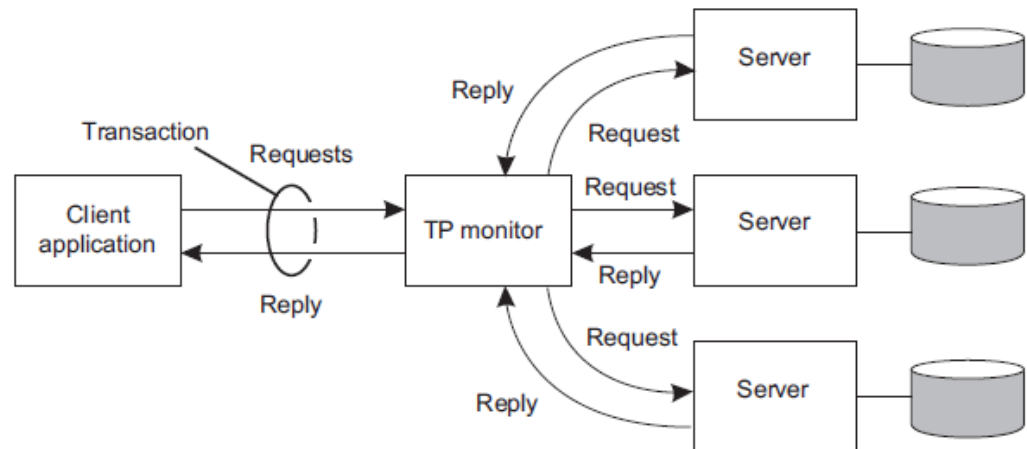 Server
Reply
Request
Transaction
Requests
Client
application
TP monitor
Request
Server
Reply
Reply
Request
Server
Reply